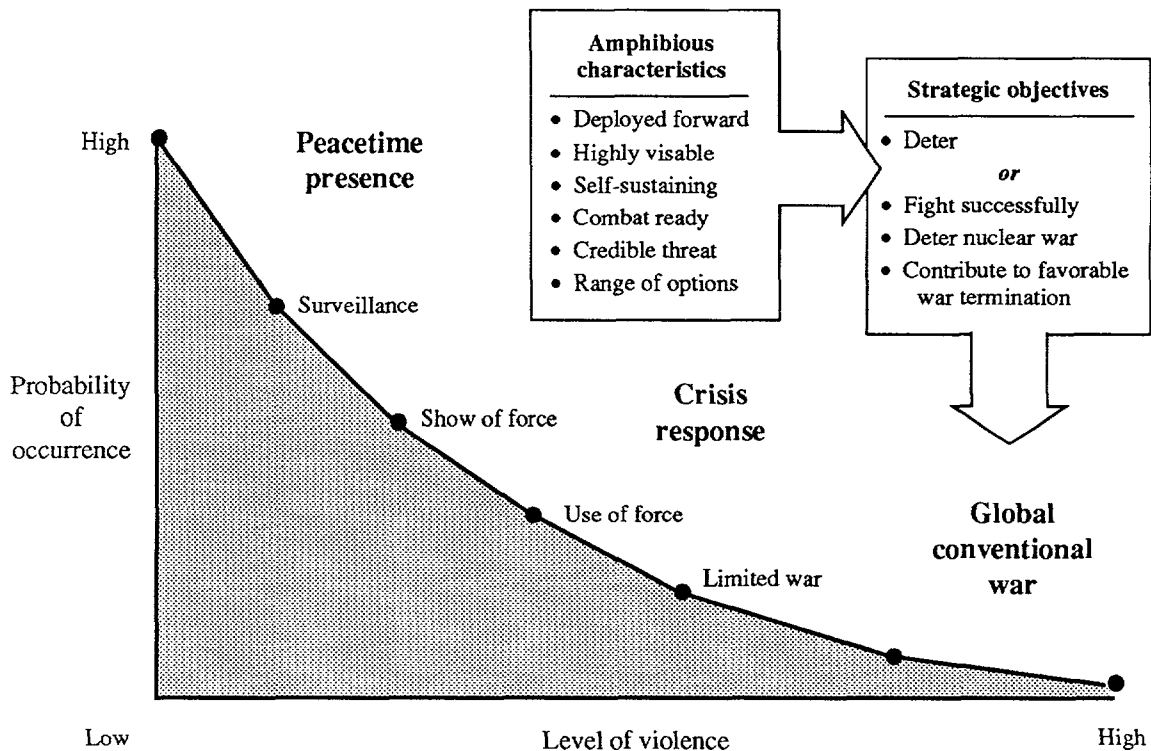 Amphibious
characteristics
● Deployed forward
● Highly visable
● Self-sustaining
● Combat ready
● Credible threat
● Range of options
Strategic objectives
● Deter
or
● Fight successfully
● Deter nuclear war
● Contribute to favorable
war termination
High
Peacetime
presence
Surveillance
Probability
of
occurrence
Show of force
Crisis
response
Use of force
Limited war
Global
conventional
war
Low
Level of violence
High